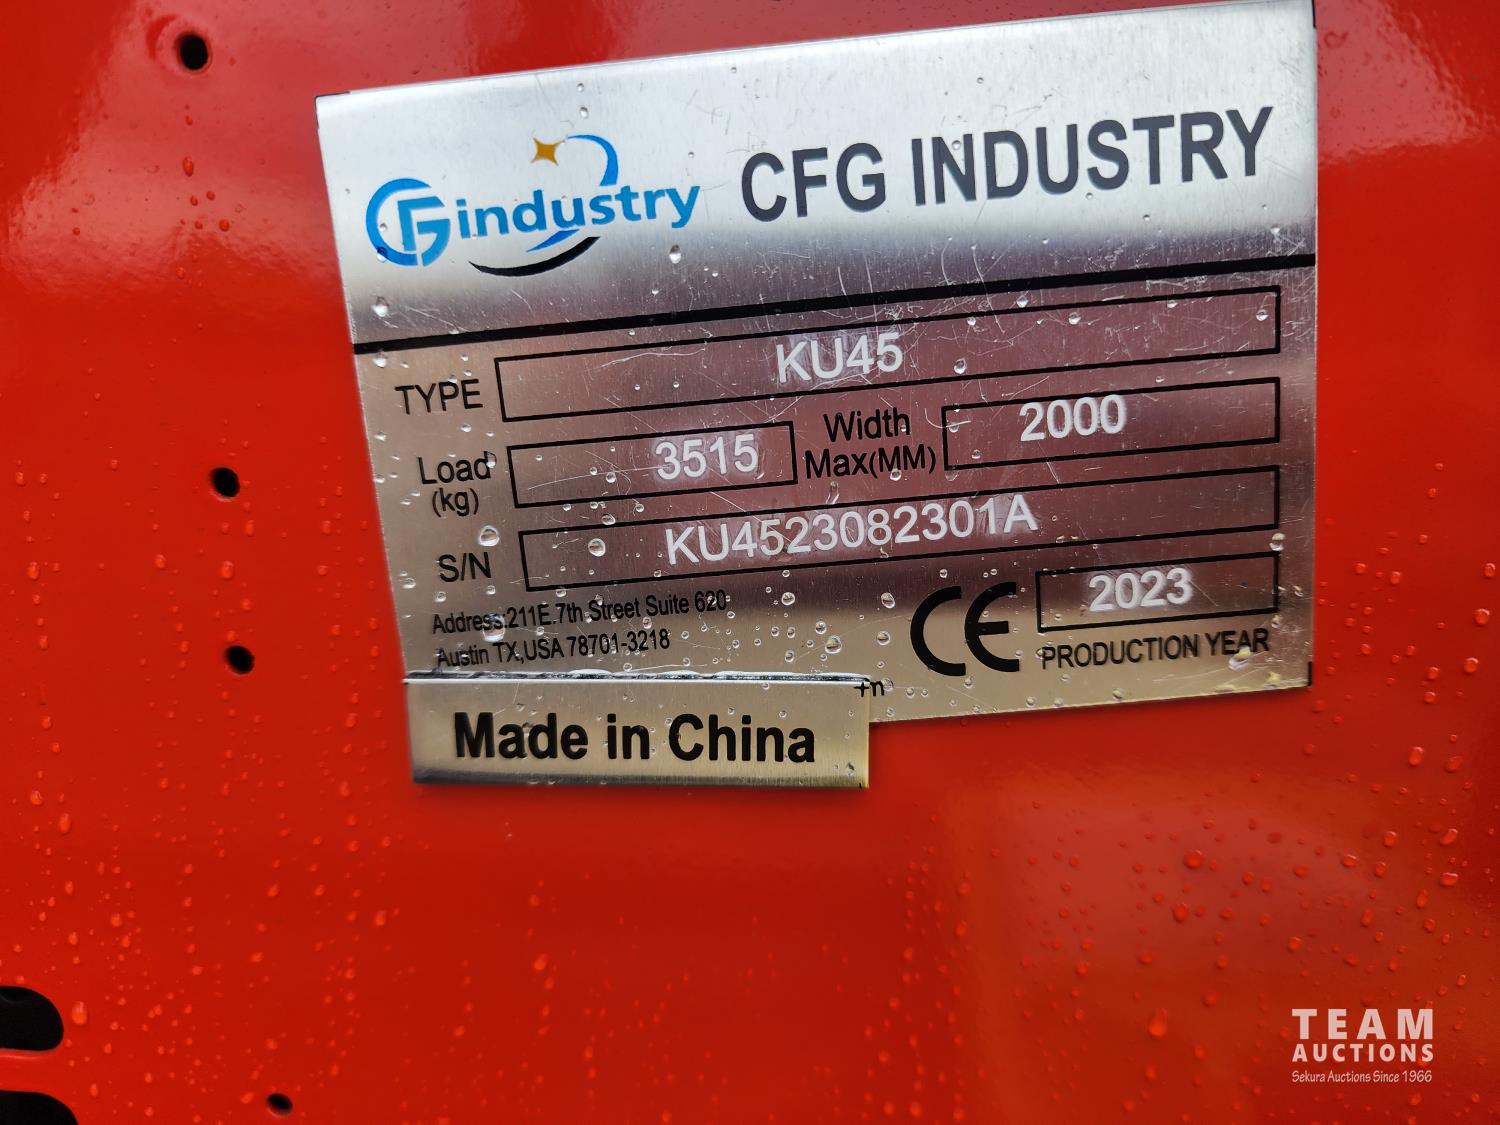 GFindustry CFG INDUSTRY
TYPE KU45
Load (kg) 3515 Width Max(MM) 2000
S/N KU4523082301A
Address:211E.7th Street Suite 620
Austin TX,USA 78701-3218
CE 2023
PRODUCTION YEAR
+n
Made in China
TEAM
AUCTIONS
Sekura Auctions Since 1966